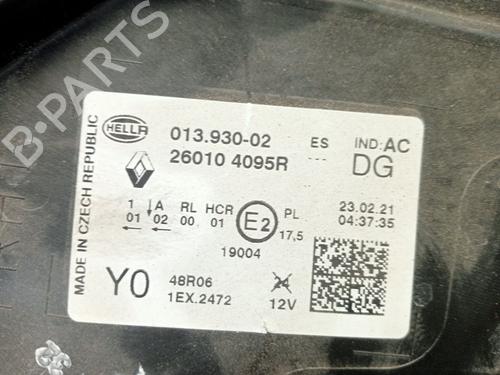 MADE IN CZECH REPUBLIC
HELLA
013.930-02 ES IND:AC
26010 4095R --- DG
1 ↓A RL HCR E2 PL 23.02.21
01 02 00 01 17,5 04:37:35
← ←
19004
Y0 48R06 24
1EX.2472 12V
B-PARTS